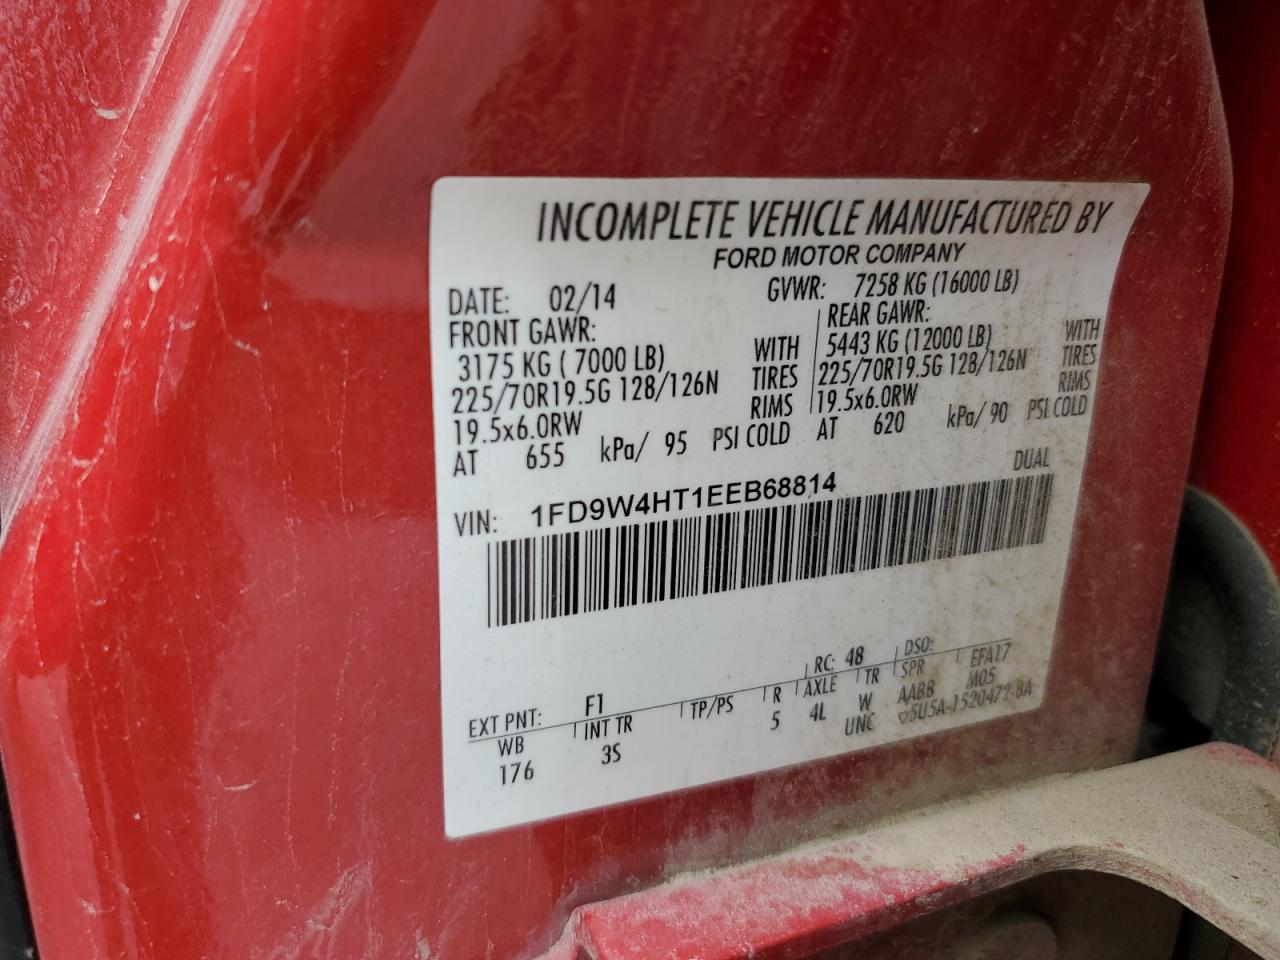 INCOMPLETE VEHICLE MANUFACTURED BY
FORD MOTOR COMPANY
DATE: 02/14 GVWR: 7258 KG (16000 LB)
FRONT GAWR: REAR GAWR:
3175 KG ( 7000 LB) WITH 5443 KG (12000 LB) WITH
225/70R19.5G 128/126N TIRES 225/70R19.5G 128/126N TIRES
19.5x6.0RW RIMS 19.5x6.0RW RIMS
AT 655 kPa/ 95 PSI COLD AT 620 kPa/ 90 PSI COLD
DUAL
VIN: 1FD9W4HT1EEB68814
EXT PNT: F1 RC: 48 DSO:
WB INT TR TP/PS R AXLE TR SPR EFA17
176 3S 5 4L W AABB M05
UNC 5U5A-1520472-BA